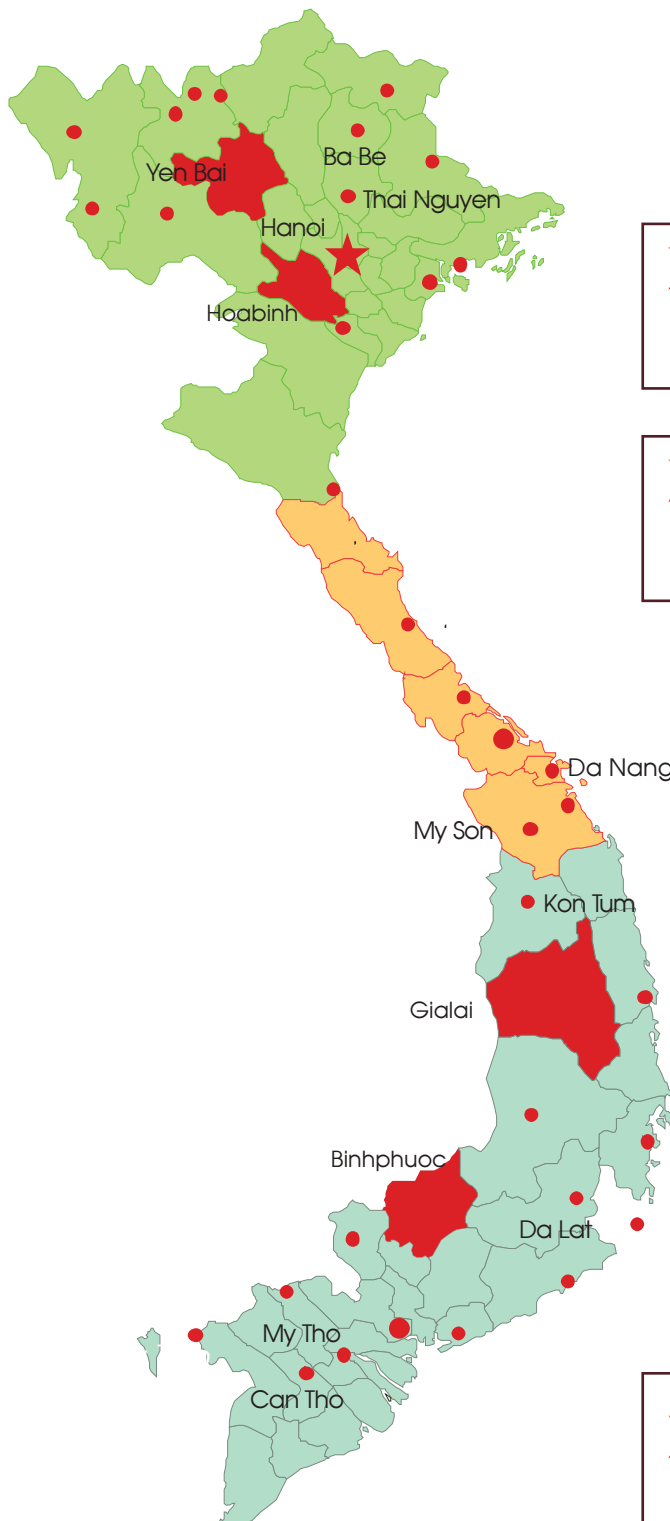 Ba Be
Yen Bai
Thai Nguyen
Hanoi
Hoabinh
Da Nang
My Son
Kon Tum
Gialai
Binhphuoc
Da Lat
My Tho
Can Tho